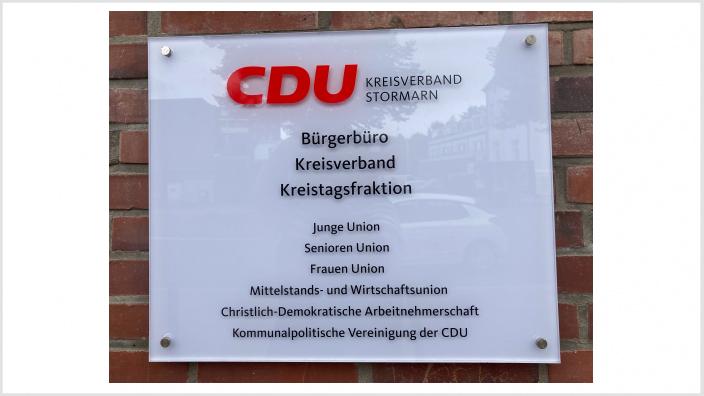 CDU KREISVERBAND
STORMARN
Bürgerbüro
Kreisverband
Kreistagsfraktion
Junge Union
Senioren Union
Frauen Union
Mittelstands- und Wirtschaftsunion
Christlich-Demokratische Arbeitnehmerschaft
Kommunalpolitische Vereinigung der CDU